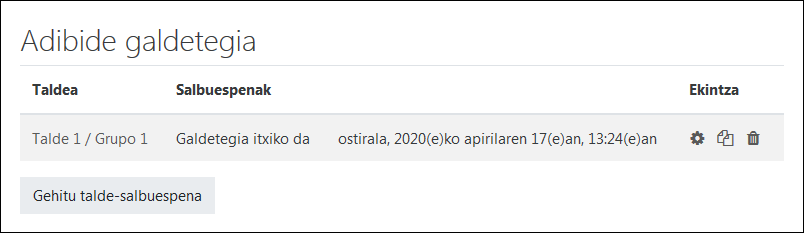 Adibide galdetegia
Taldea Salbuespenak Ekintza
Talde 1 / Grupo 1 Galdetegia itxiko da ostirala, 2020(e)ko apirilaren 17(e)an, 13:24(e)an
Gehitu talde-salbuespena